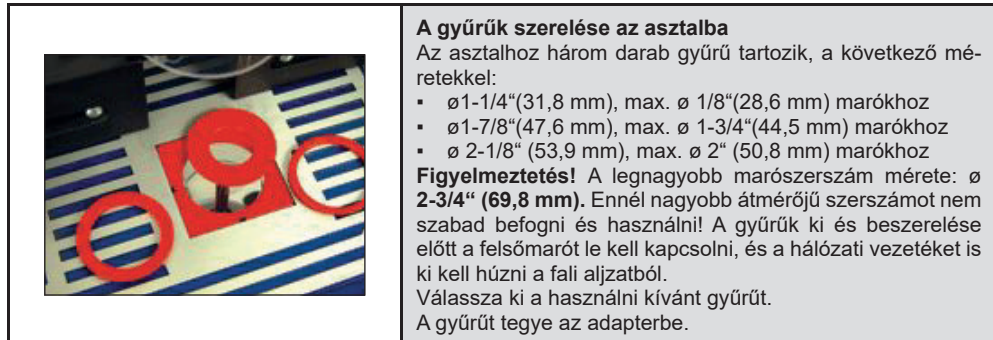 A gyűrűk szerelése az asztalba
Az asztalhoz három darab gyűrű tartozik, a következő mé-
retekkel:
▪ ø1-1/4“(31,8 mm), max. ø 1/8“(28,6 mm) marókhoz
▪ ø1-7/8“(47,6 mm), max. ø 1-3/4“(44,5 mm) marókhoz
▪ ø 2-1/8“ (53,9 mm), max. ø 2“ (50,8 mm) marókhoz
Figyelmeztetés! A legnagyobb marószerszám mérete: ø
2-3/4“ (69,8 mm). Ennél nagyobb átmérőjű szerszámot nem
szabad befogni és használni! A gyűrűk ki és beszerelése
előtt a felsőmarót le kell kapcsolni, és a hálózati vezetéket is
ki kell húzni a fali aljzatból.
Válassza ki a használni kívánt gyűrűt.
A gyűrűt tegye az adapterbe.